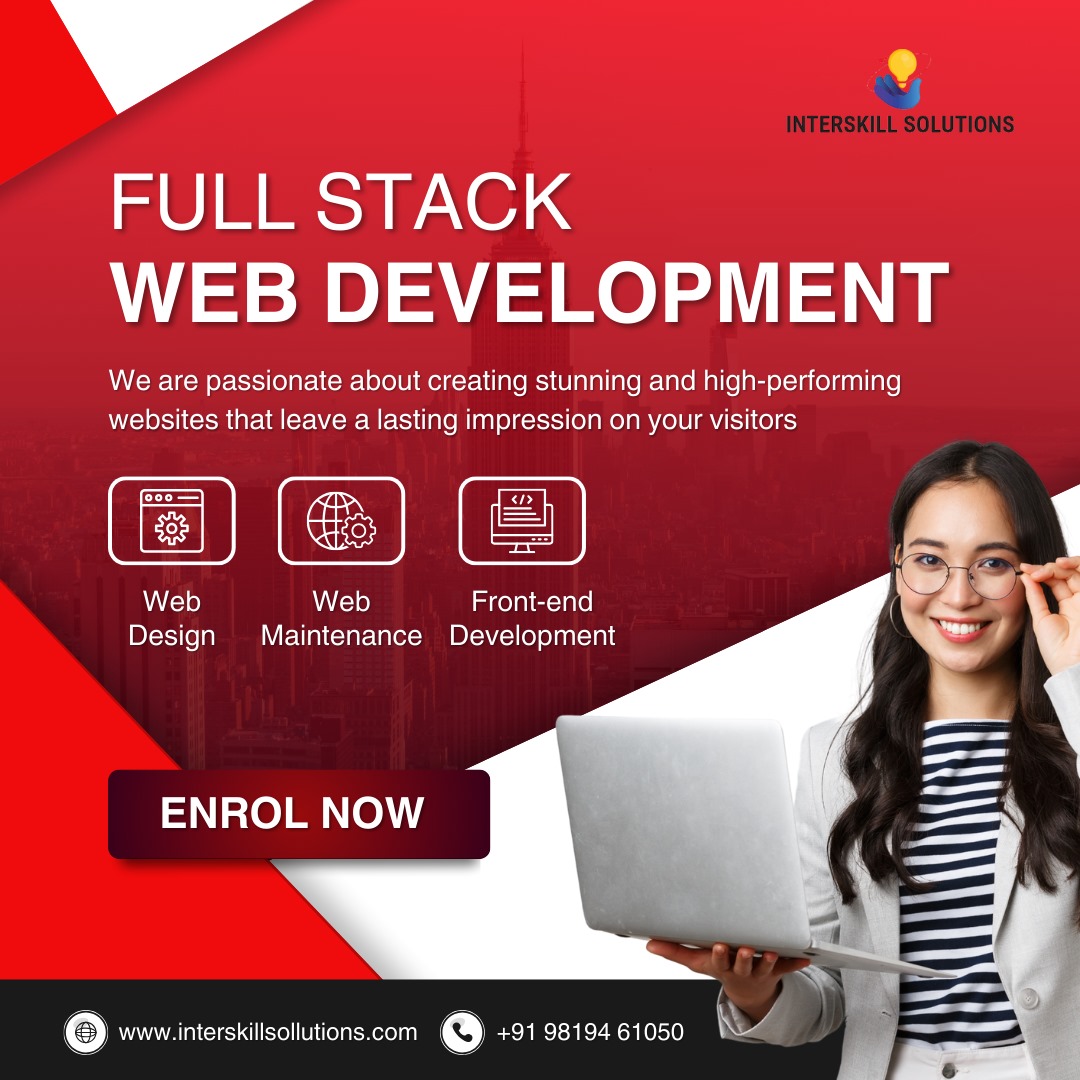 INTERSKILL SOLUTIONS
FULL STACK
WEB DEVELOPMENT
We are passionate about creating stunning and high-performing
websites that leave a lasting impression on your visitors
</>
Web
Design
Web
Maintenance
Front-end
Development
ENROL NOW
www.interskillsollutions.com
+91 98194 61050